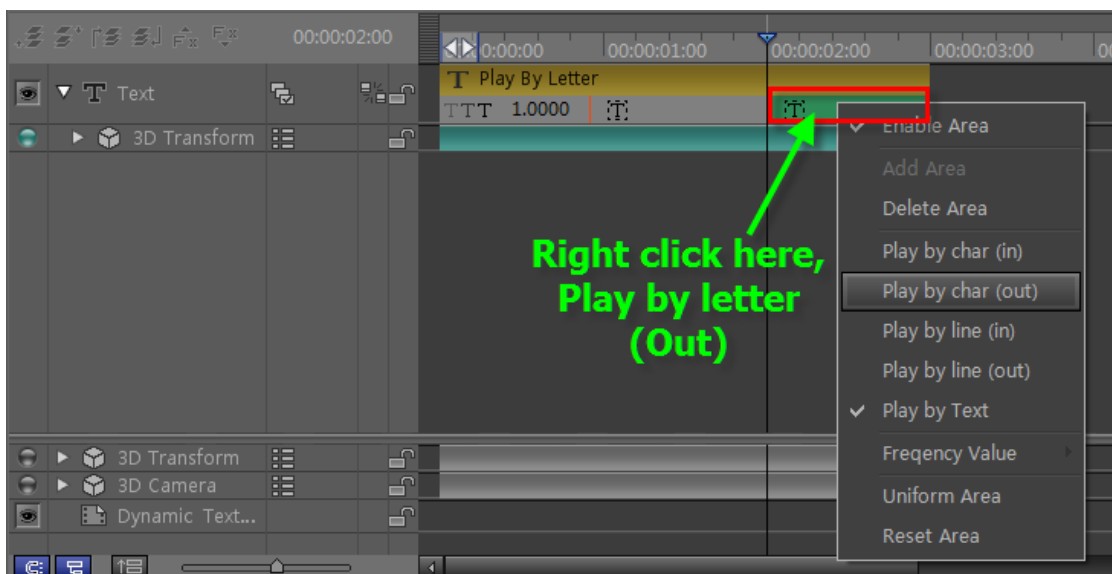 00:00:02:00
0:00:00 00:00:01:00 00:00:02:00 00:00:03:00
T Play By Letter
T Text
TTT 1.0000 T T
3D Transform
Enable Area
Add Area
Delete Area
Play by char (in)
Play by char (out)
Play by line (in)
Play by line (out)
Play by Text
Freqency Value
Uniform Area
Reset Area
Right click here,
Play by letter
(Out)
3D Transform
3D Camera
Dynamic Text...